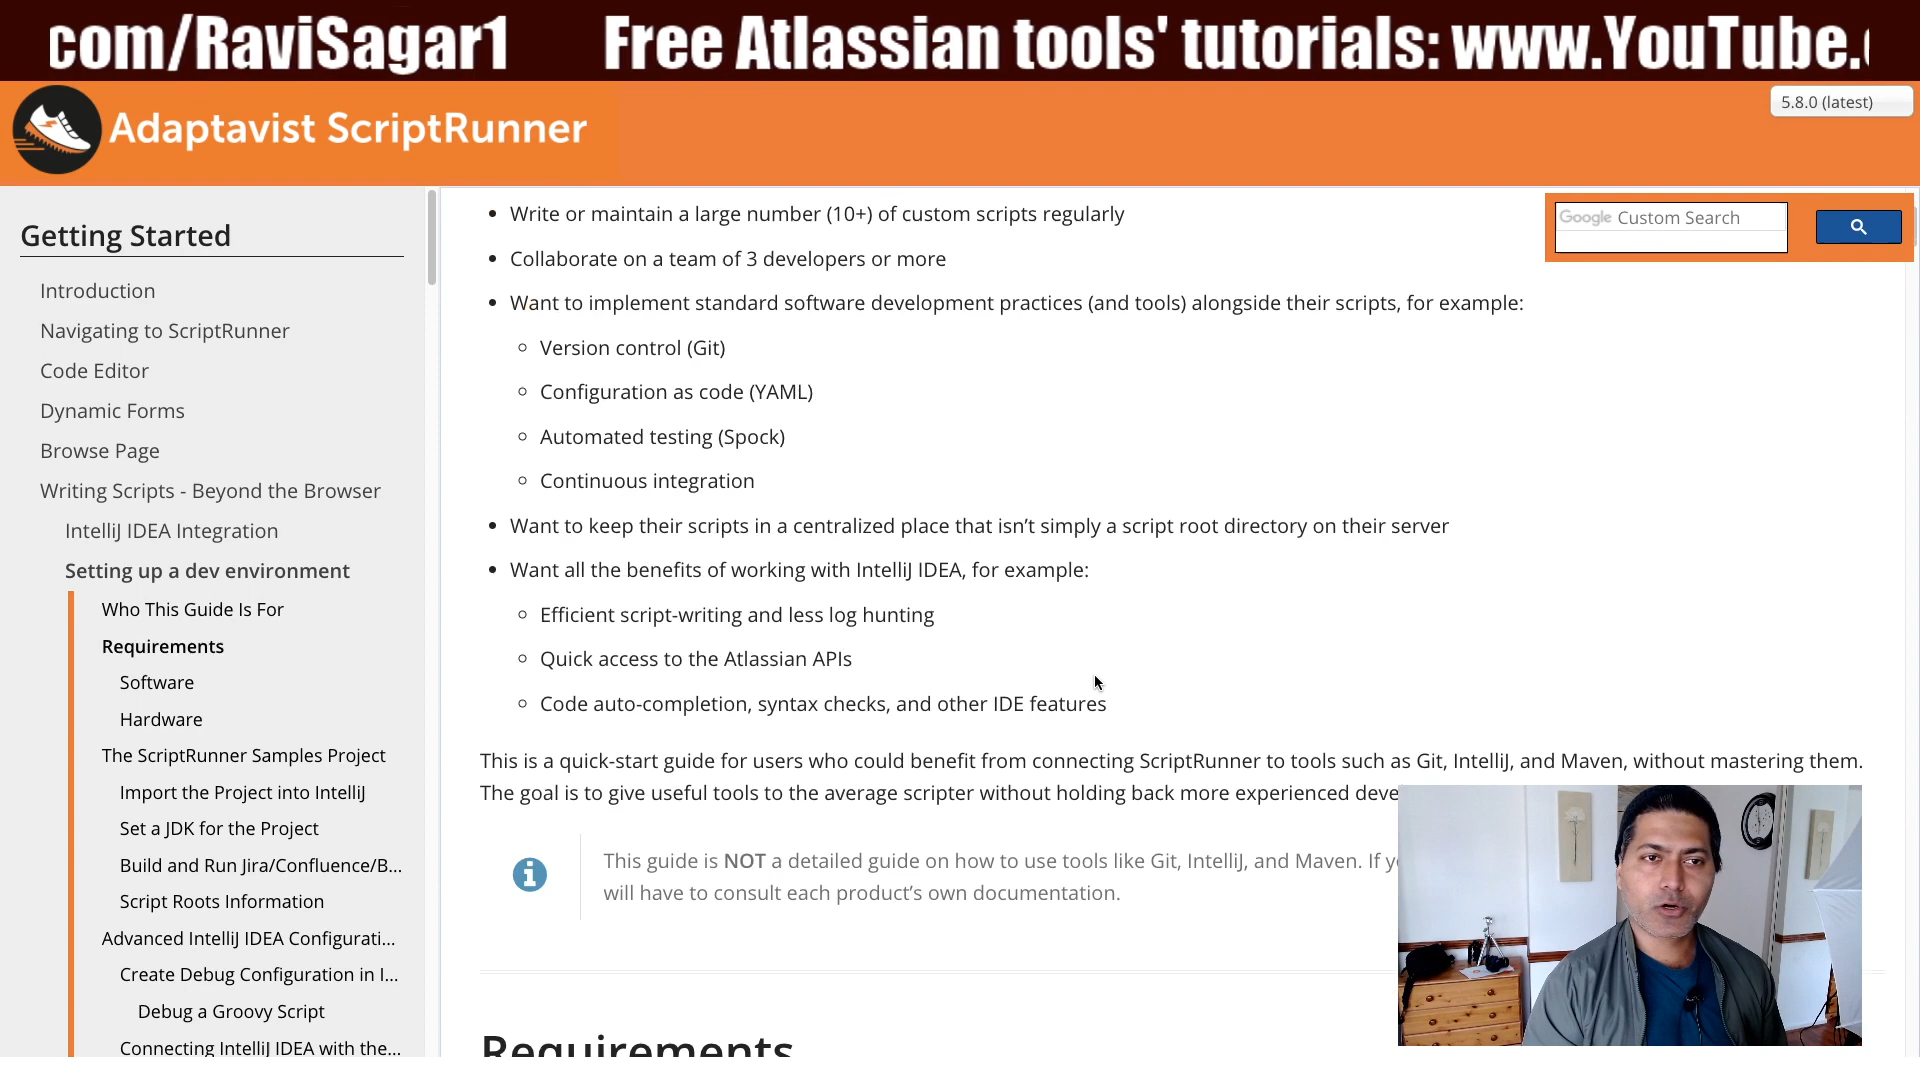 com/RaviSagar1 Free Atlassian tools' tutorials: www.YouTube.
Adaptavist ScriptRunner
5.8.0 (latest)
Getting Started
Introduction
Navigating to ScriptRunner
Code Editor
Dynamic Forms
Browse Page
Writing Scripts - Beyond the Browser
IntelliJ IDEA Integration
Setting up a dev environment
Who This Guide Is For
Requirements
Software
Hardware
The ScriptRunner Samples Project
Import the Project into IntelliJ
Set a JDK for the Project
Build and Run Jira/Confluence/B...
Script Roots Information
Advanced IntelliJ IDEA Configurati...
Create Debug Configuration in I...
Debug a Groovy Script
Connecting IntelliJ IDEA with the...
Google Custom Search
Write or maintain a large number (10+) of custom scripts regularly
Collaborate on a team of 3 developers or more
Want to implement standard software development practices (and tools) alongside their scripts, for example:
Version control (Git)
Configuration as code (YAML)
Automated testing (Spock)
Continuous integration
Want to keep their scripts in a centralized place that isn’t simply a script root directory on their server
Want all the benefits of working with IntelliJ IDEA, for example:
Efficient script-writing and less log hunting
Quick access to the Atlassian APIs
Code auto-completion, syntax checks, and other IDE features
This is a quick-start guide for users who could benefit from connecting ScriptRunner to tools such as Git, IntelliJ, and Maven, without mastering them.
The goal is to give useful tools to the average scripter without holding back more experienced deve
This guide is NOT a detailed guide on how to use tools like Git, IntelliJ, and Maven. If y
will have to consult each product’s own documentation.
Requirements